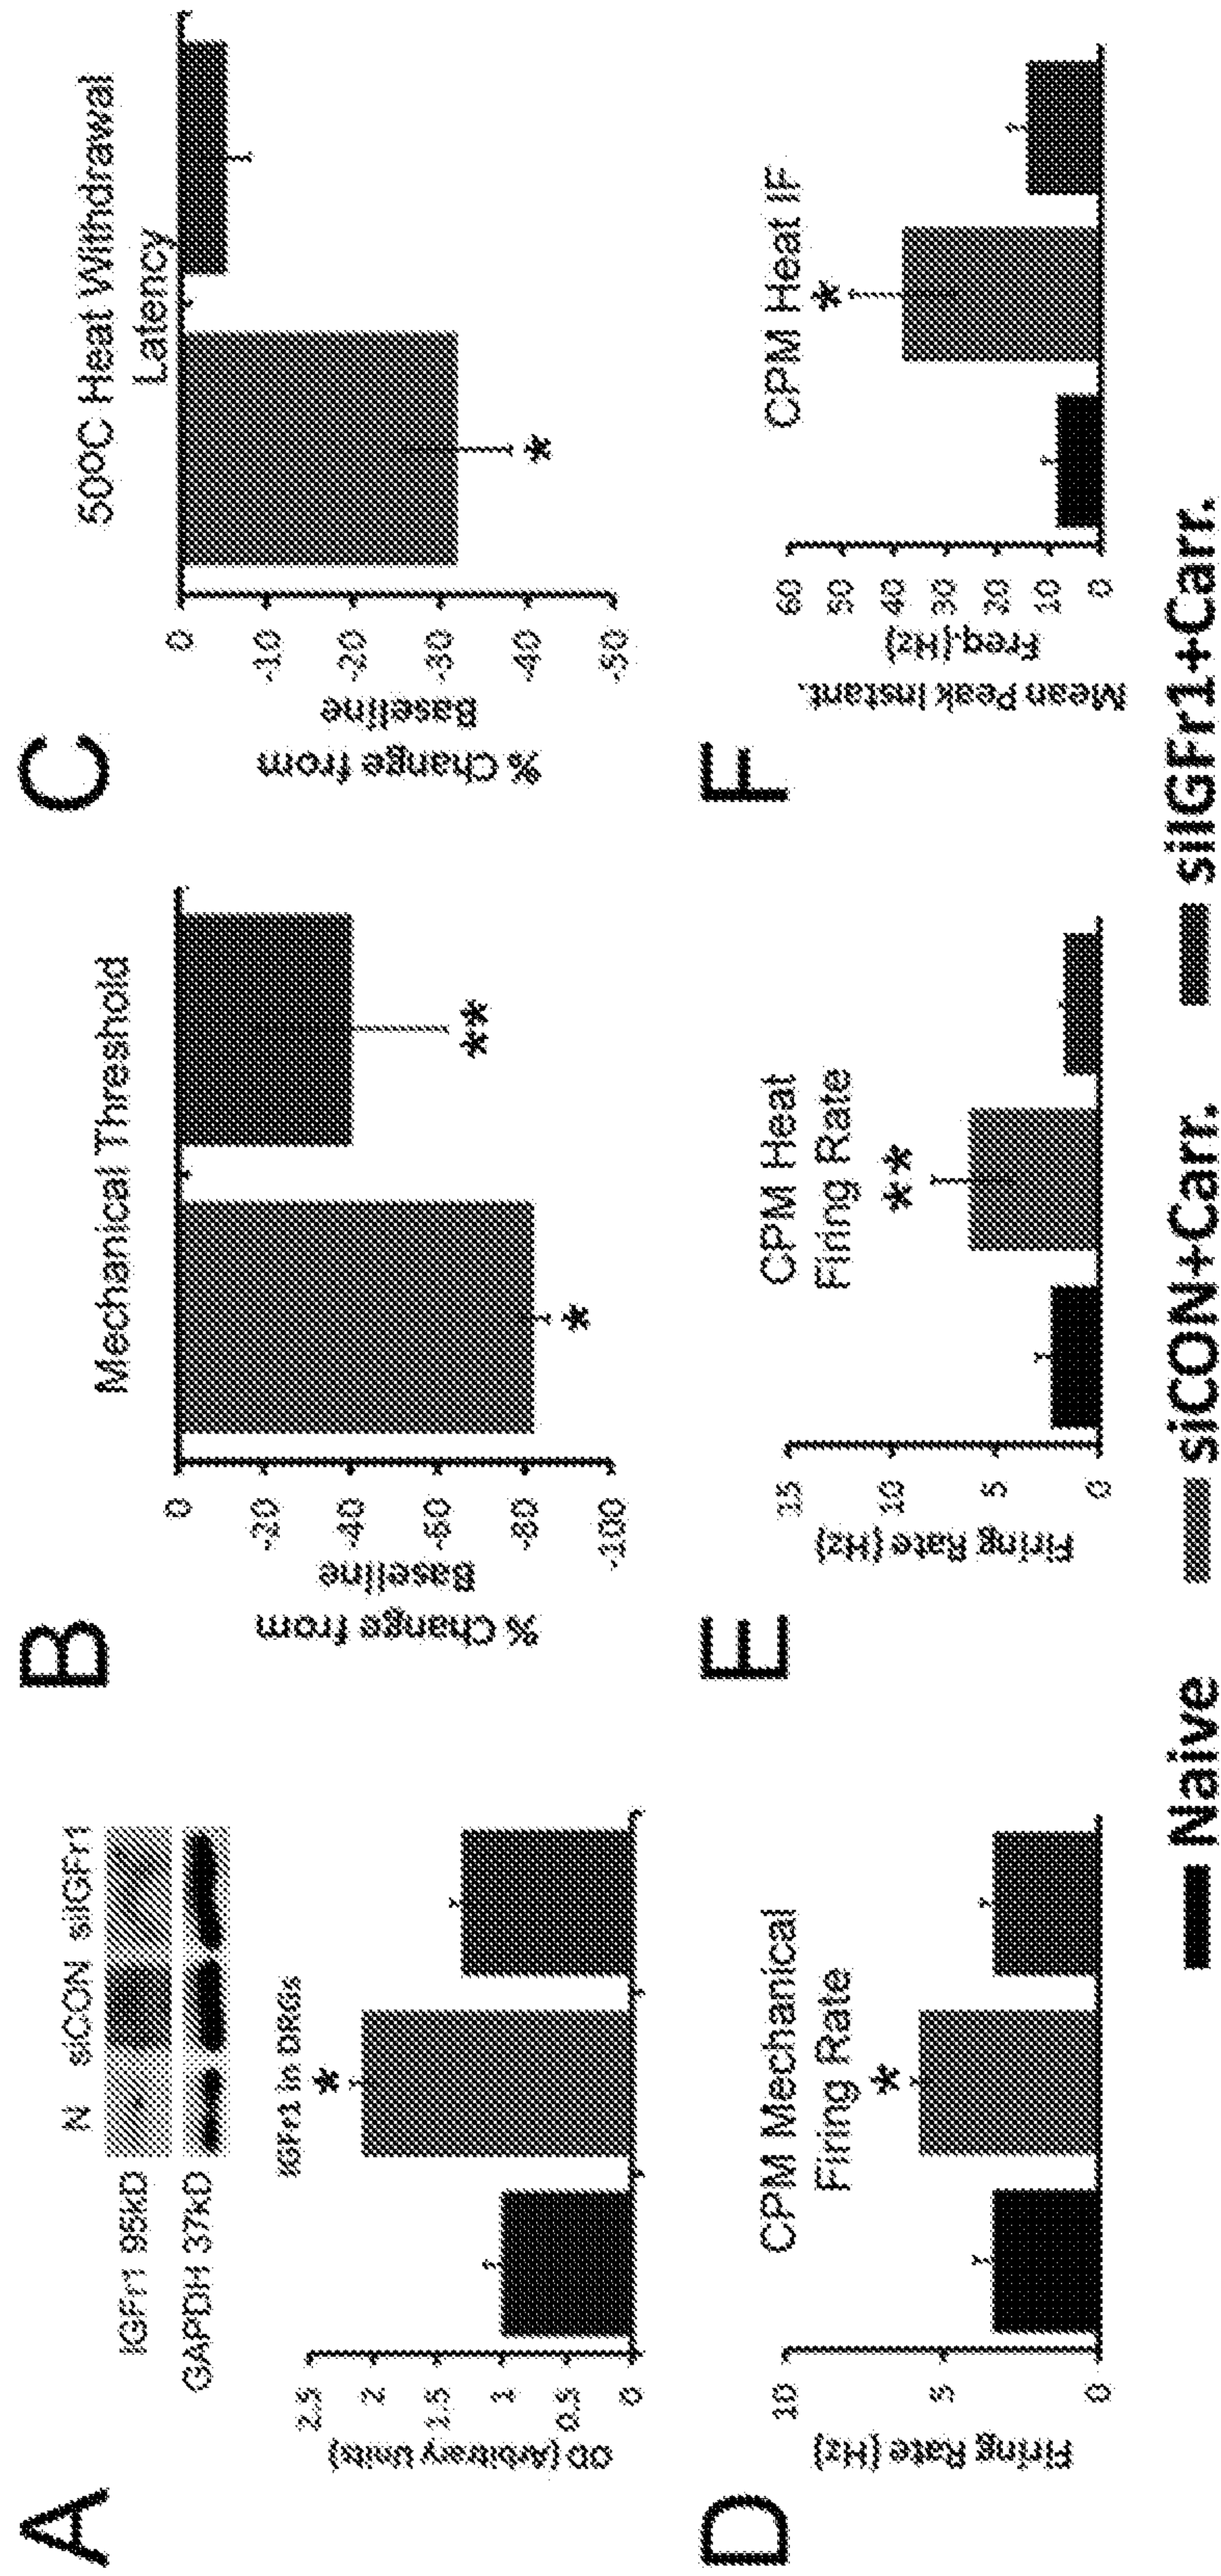 A
N siCON siIGFr1
IGFr1 95kD
GAPDH 37kD
IGFr1 in DRGs
*
OD (Arbitrary Units)
2.5
2
1.5
1
0.5
0
B
Mechanical Threshold
% Change from
Baseline
0
-20
-40
-60
-80
-100
*
**
C
50ºC Heat Withdrawal
Latency
% Change from
Baseline
0
-10
-20
-30
-40
-50
*
D
CPM Mechanical
Firing Rate
*
Firing Rate (Hz)
10
5
0
E
CPM Heat
Firing Rate
**
Firing Rate (Hz)
15
10
5
0
F
CPM Heat IF
*
Mean Peak Instant.
Freq.(Hz)
60
50
40
30
20
10
0
Naive siCON+Carr. siIGFr1+Carr.